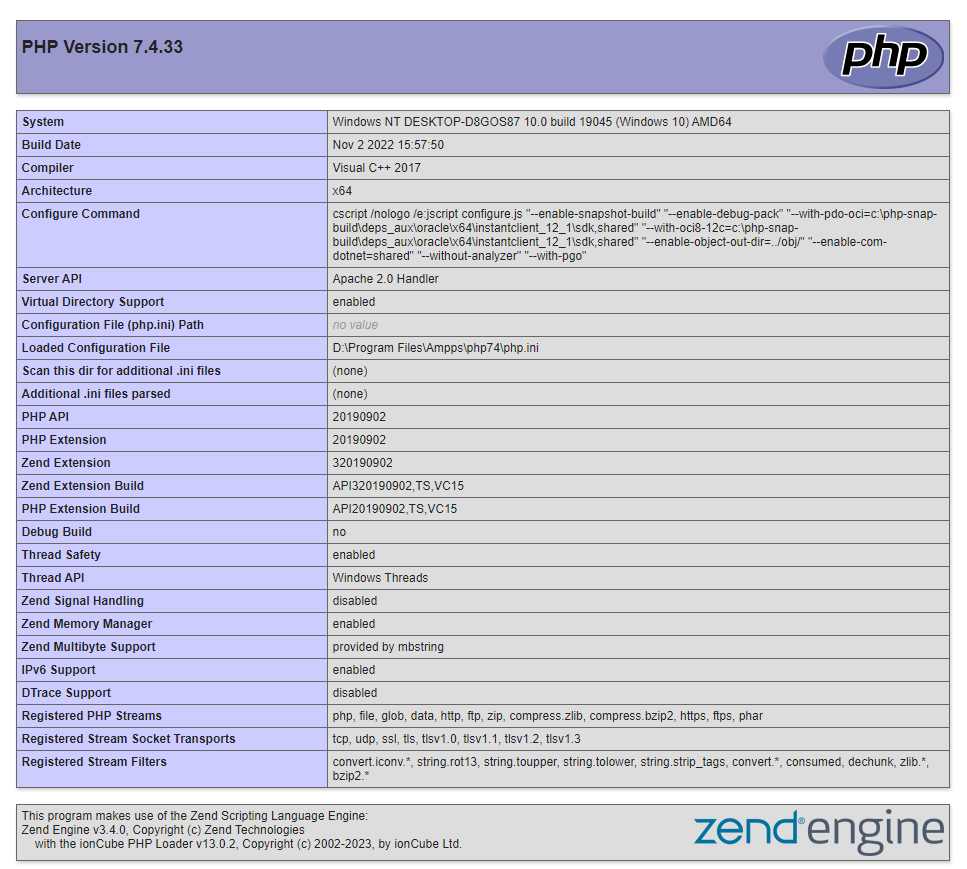 PHP Version 7.4.33
php
System Windows NT DESKTOP-D8GOS87 10.0 build 19045 (Windows 10) AMD64
Build Date Nov 2 2022 15:57:50
Compiler Visual C++ 2017
Architecture x64
Configure Command cscript /nologo /e:jscript configure.js "--enable-snapshot-build" "--enable-debug-pack" "--with-pdo-oci=c:\php-snap-
build\deps_aux\oracle\x64\instantclient_12_1\sdk,shared" "--with-oci8-12c=c:\php-snap-
build\deps_aux\oracle\x64\instantclient_12_1\sdk,shared" "--enable-object-out-dir=../obj/" "--enable-com-
dotnet=shared" "--without-analyzer" "--with-pgo"
Server API Apache 2.0 Handler
Virtual Directory Support enabled
Configuration File (php.ini) Path no value
Loaded Configuration File D:\Program Files\Ampps\php74\php.ini
Scan this dir for additional .ini files (none)
Additional .ini files parsed (none)
PHP API 20190902
PHP Extension 20190902
Zend Extension 320190902
Zend Extension Build API320190902,TS,VC15
PHP Extension Build API20190902,TS,VC15
Debug Build no
Thread Safety enabled
Thread API Windows Threads
Zend Signal Handling disabled
Zend Memory Manager enabled
Zend Multibyte Support provided by mbstring
IPv6 Support enabled
DTrace Support disabled
Registered PHP Streams php, file, glob, data, http, ftp, zip, compress.zlib, compress.bzip2, https, ftps, phar
Registered Stream Socket Transports tcp, udp, ssl, tls, tlsv1.0, tlsv1.1, tlsv1.2, tlsv1.3
Registered Stream Filters convert.iconv.*, string.rot13, string.toupper, string.tolower, string.strip_tags, convert.*, consumed, dechunk, zlib.*,
bzip2.*
This program makes use of the Zend Scripting Language Engine:
Zend Engine v3.4.0, Copyright (c) Zend Technologies
with the ionCube PHP Loader v13.0.2, Copyright (c) 2002-2023, by ionCube Ltd.
zend® engine